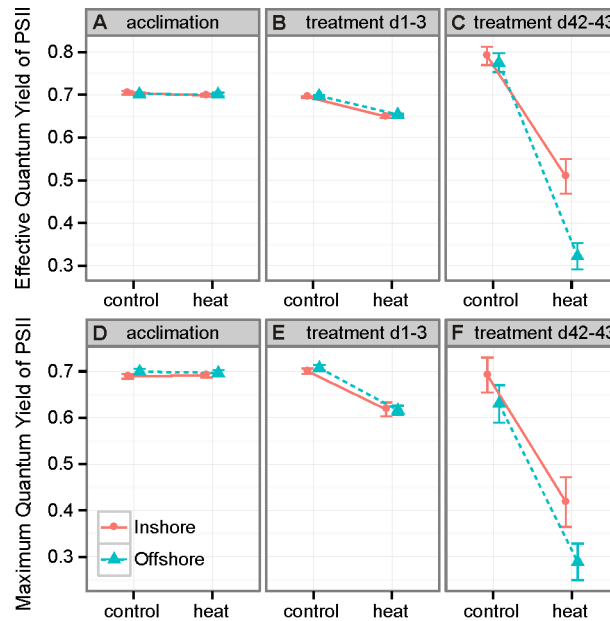 A acclimation
B treatment d1-3
C treatment d42-43
Effective Quantum Yield of PSII
0.8
0.7
0.6
0.5
0.4
0.3
control heat
control heat
control heat
D acclimation
E treatment d1-3
F treatment d42-43
Maximum Quantum Yield of PSII
0.7
0.6
0.5
0.4
0.3
Inshore
Offshore
control heat
control heat
control heat